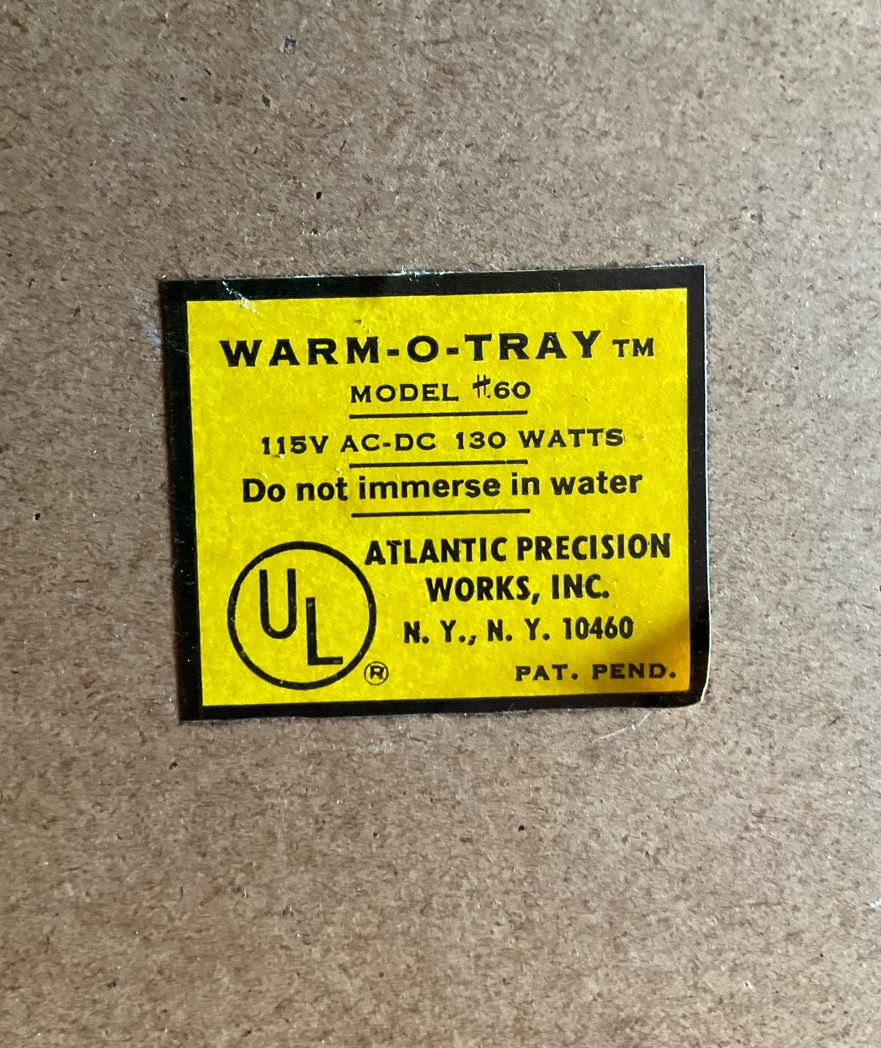 WARM-O-TRAY TM
MODEL #60
115V AC-DC 130 WATTS
Do not immerse in water
ATLANTIC PRECISION
WORKS, INC.
N. Y., N. Y. 10460
UL ®
PAT. PEND.